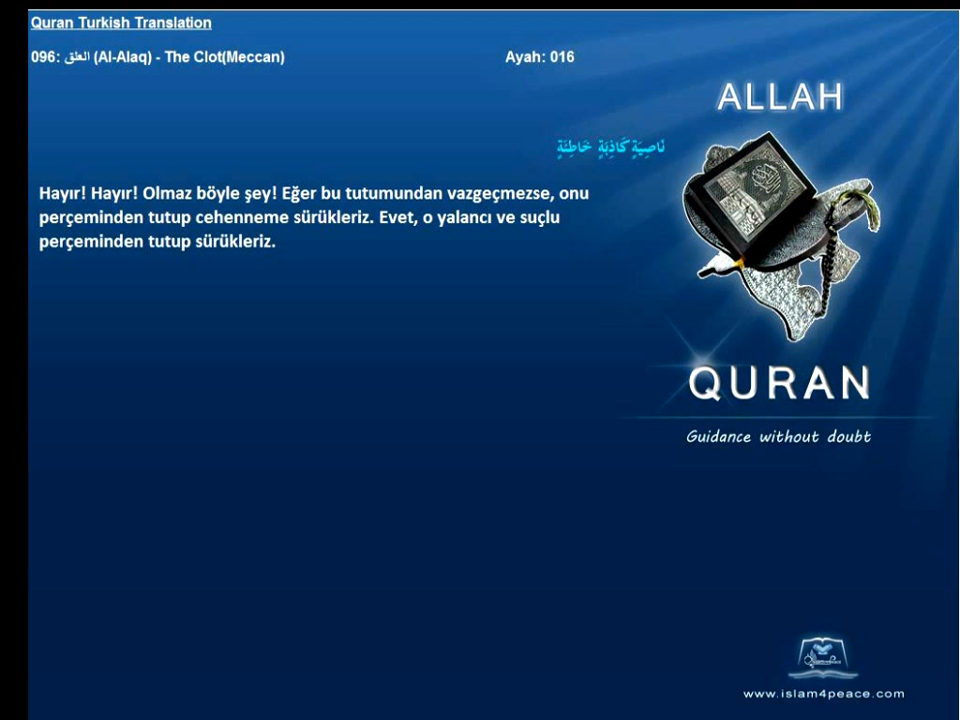 Quran Turkish Translation
096: العلق (Al-Alaq) - The Clot(Meccan) Ayah: 016
ALLAH
نَاصِيَةٍ كَاذِبَةٍ خَاطِئَةٍ
Hayır! Hayır! Olmaz böyle şey! Eğer bu tutumundan vazgeçmezse, onu
perçeminden tutup cehenneme sürükleriz. Evet, o yalancı ve suçlu
perçeminden tutup sürükleriz.
QURAN
Guidance without doubt
www.islam4peace.com